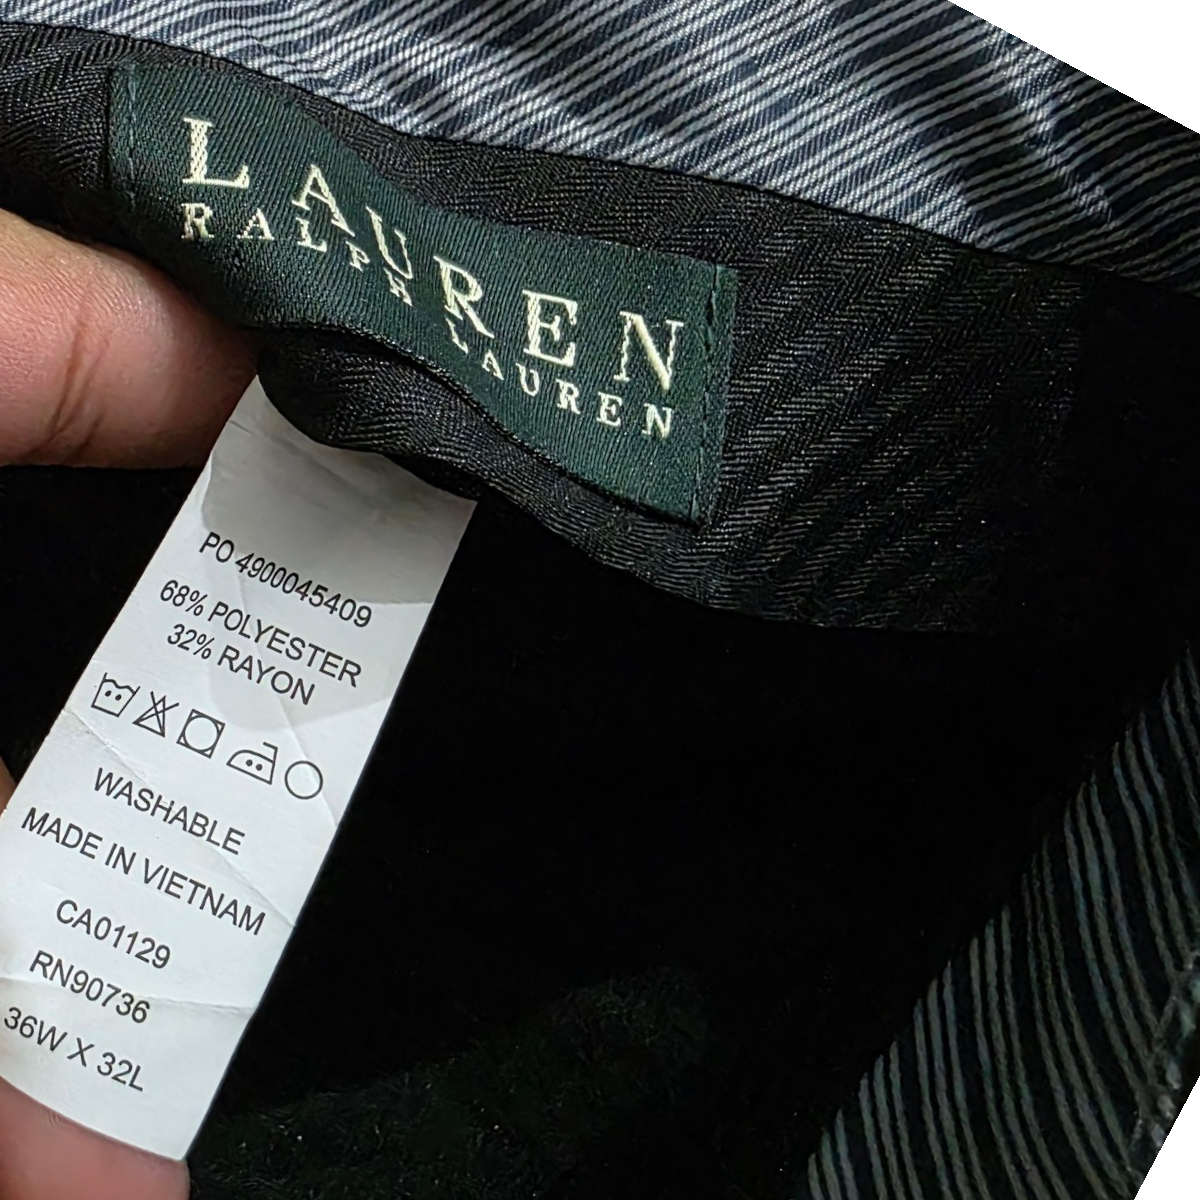 LAUREN
RALPH LAUREN
PO 4900045409
68% POLYESTER
32% RAYON
WASHABLE
MADE IN VIETNAM
CA01129
RN90736
36W X 32L